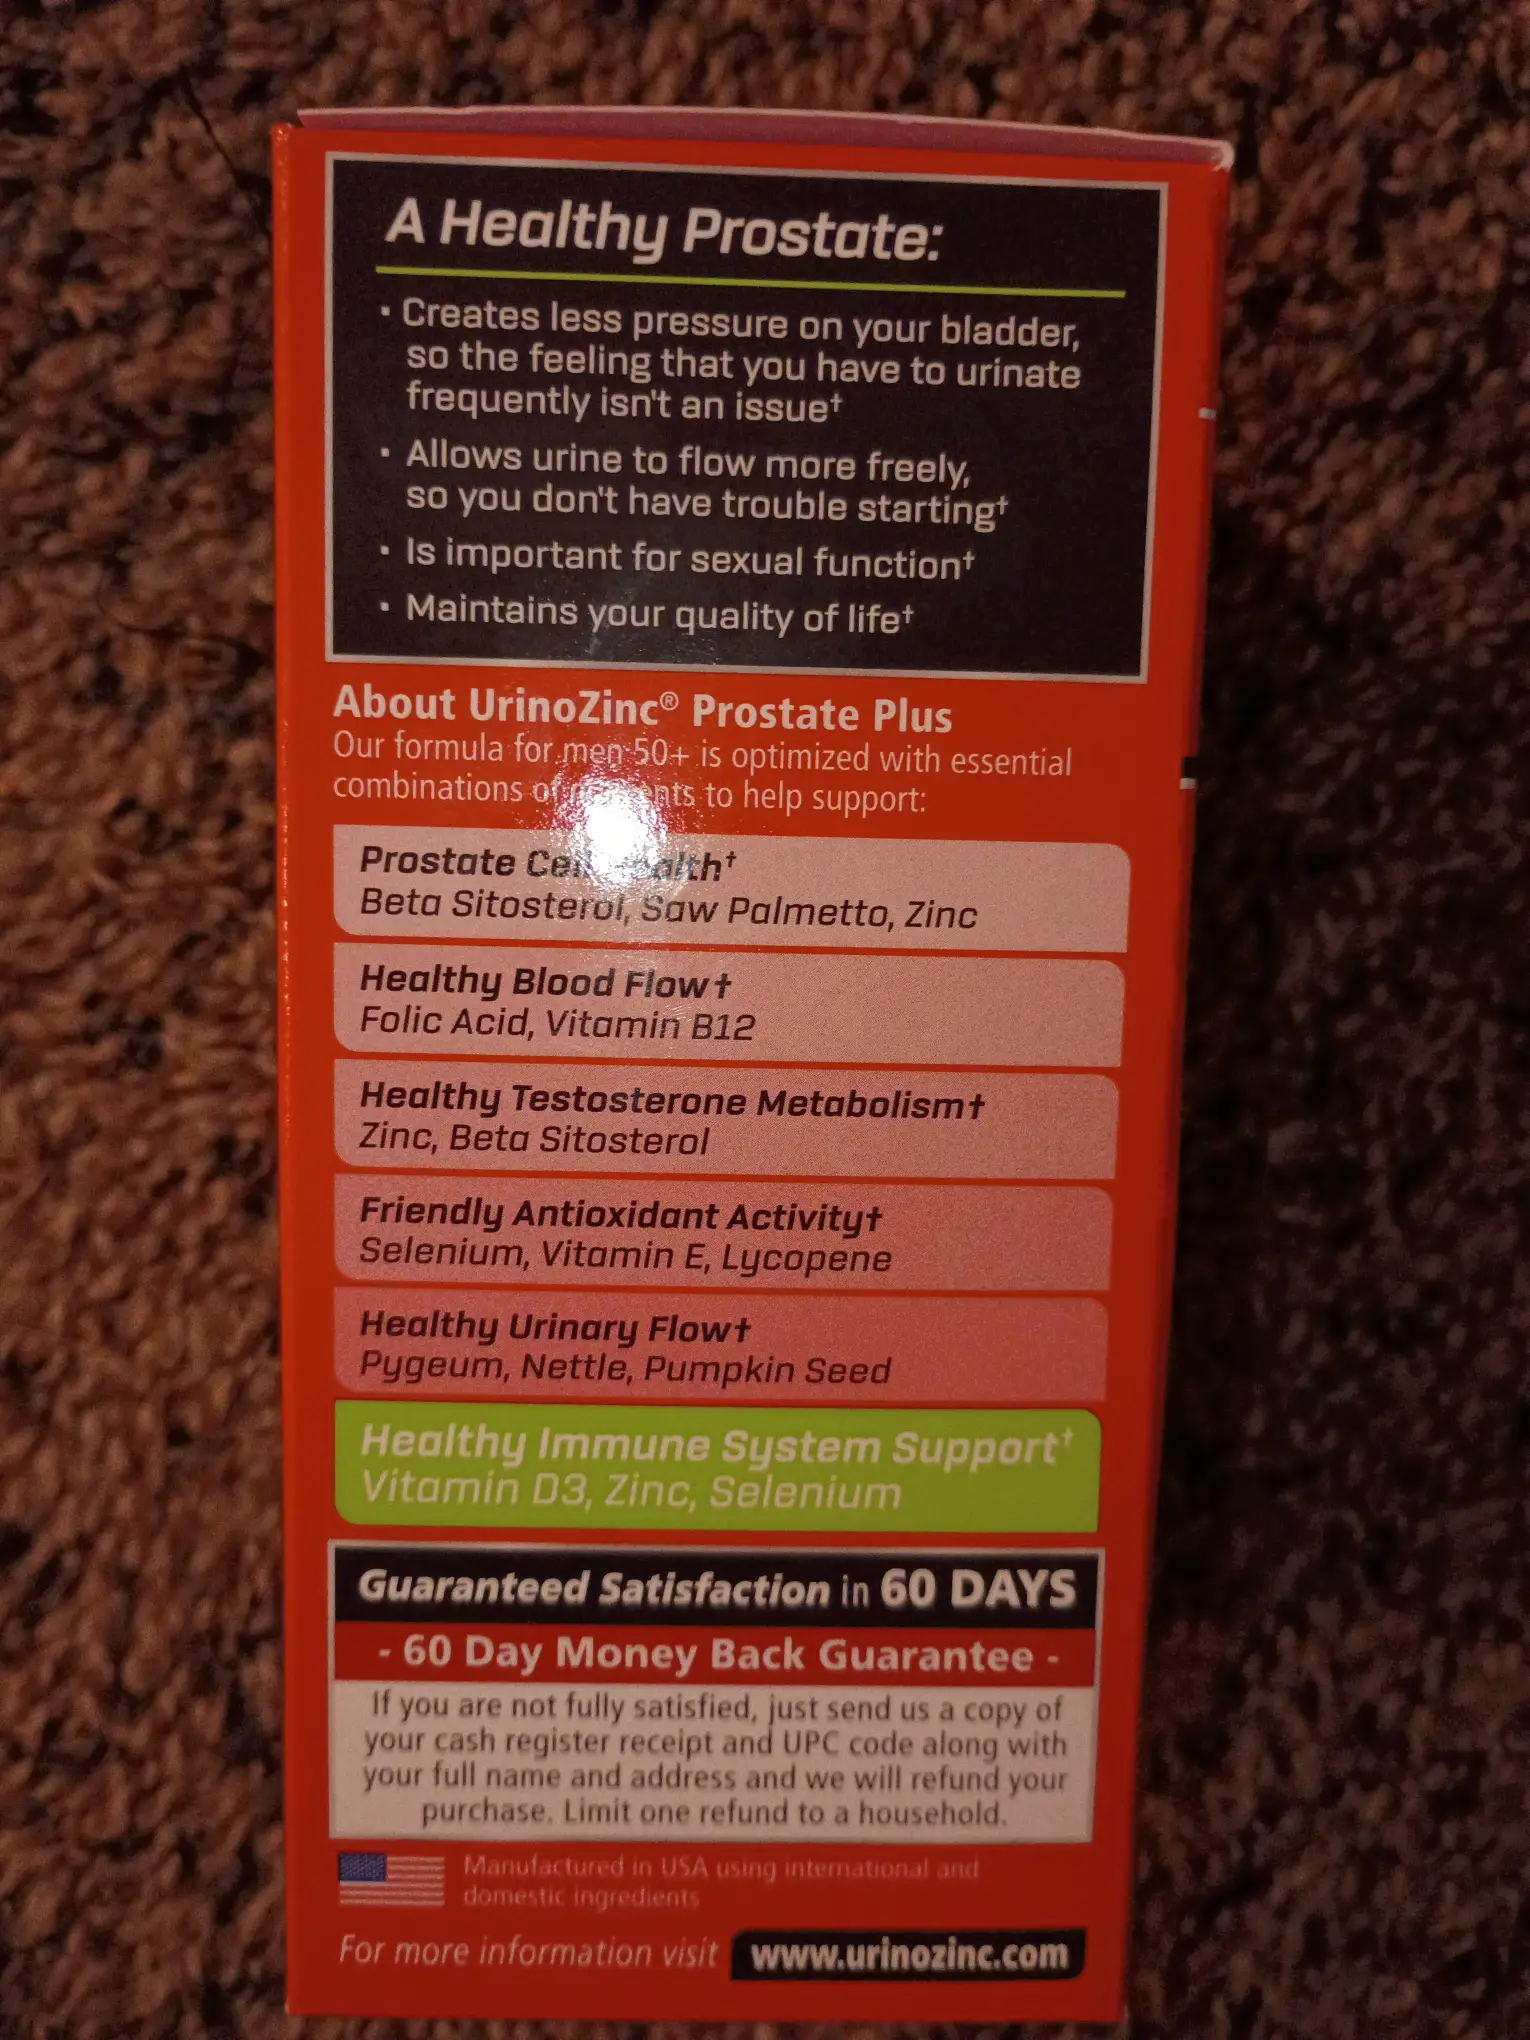 A Healthy Prostate:
· Creates less pressure on your bladder,
so the feeling that you have to urinate
frequently isn't an issue†
· Allows urine to flow more freely,
so you don't have trouble starting†
· Is important for sexual function†
· Maintains your quality of life†
About UrinoZinc® Prostate Plus
Our formula for men 50+ is optimized with essential
combinations of to help support:
Prostate Cell Health†
Beta Sitosterol, Saw Palmetto, Zinc
Healthy Blood Flow†
Folic Acid, Vitamin B12
Healthy Testosterone Metabolism†
Zinc, Beta Sitosterol
Friendly Antioxidant Activity†
Selenium, Vitamin E, Lycopene
Healthy Urinary Flow†
Pygeum, Nettle, Pumpkin Seed
Healthy Immune System Support†
Vitamin D3, Zinc, Selenium
Guaranteed Satisfaction in 60 DAYS
- 60 Day Money Back Guarantee -
If you are not fully satisfied, just send us a copy of
your cash register receipt and UPC code along with
your full name and address and we will refund your
purchase. Limit one refund to a household.
Manufactured in USA using international and
domestic ingredients
For more information visit www.urinozinc.com